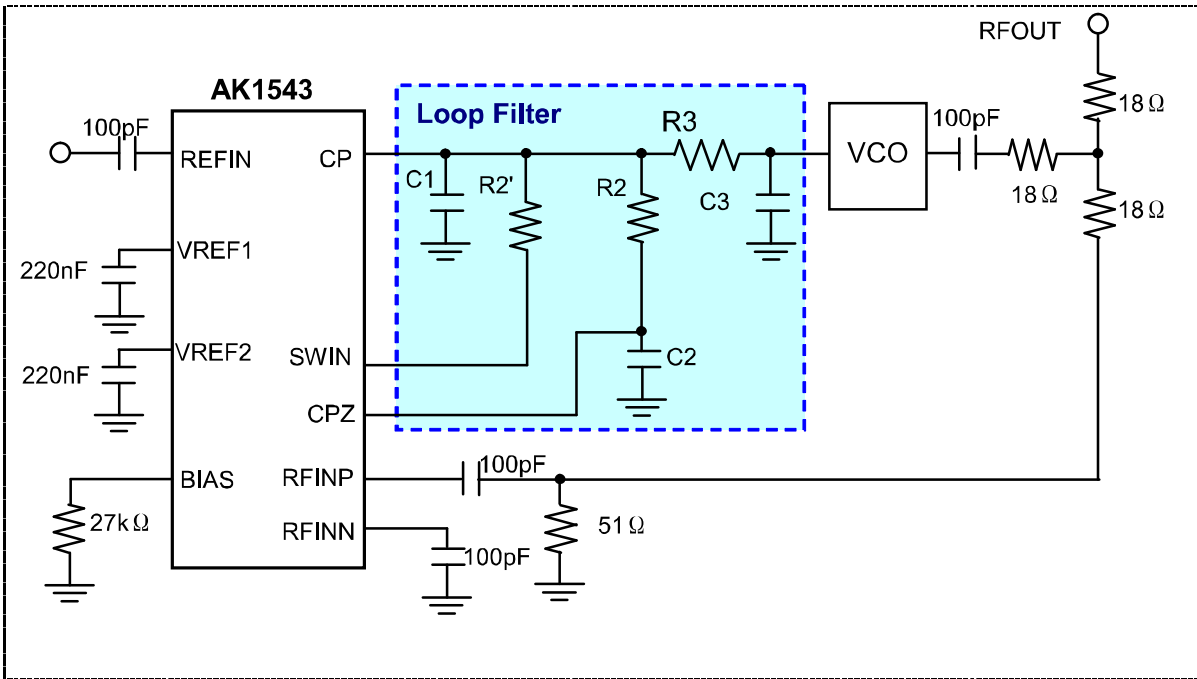 RFOUT
AK1543
18Ω
Loop Filter
100pF
R3
100pF
REFIN
CP
VCO
C1
R2'
R2
C3
18Ω
18Ω
VREF1
220nF
VREF2
SWIN
C2
220nF
CPZ
100pF
BIAS
RFINP
27kΩ
51Ω
RFINN
100pF